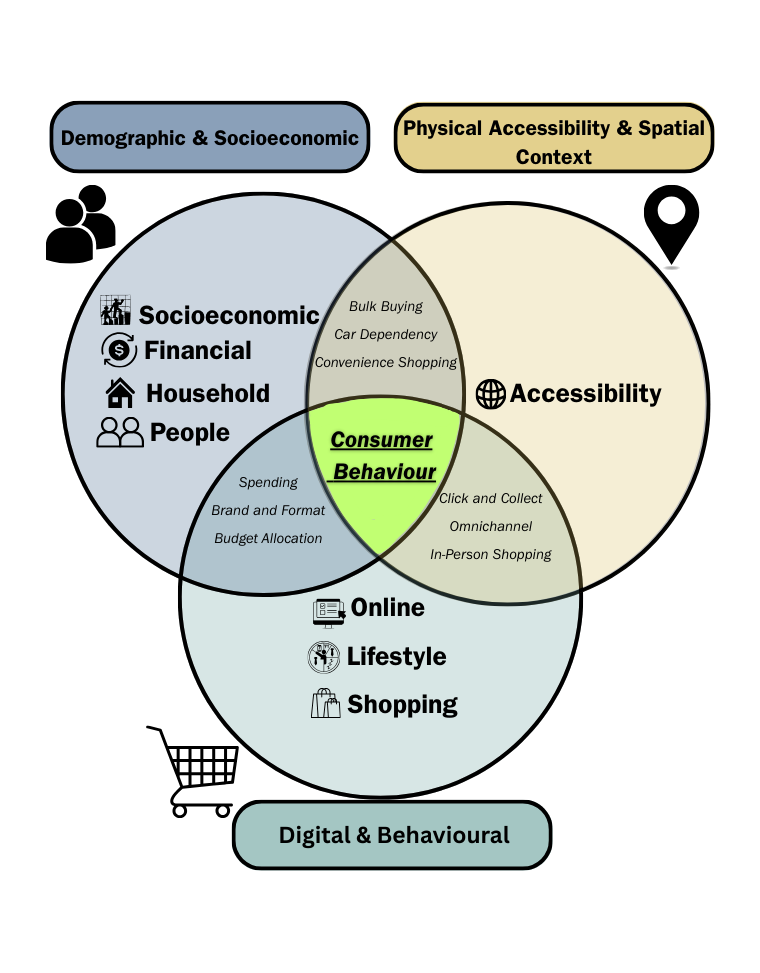 Demographic & Socioeconomic
Physical Accessibility & Spatial
Context
Socioeconomic
Financial
Household
People
Bulk Buying
Car Dependency
Convenience Shopping
Accessibility
Consumer
Behaviour
Spending
Brand and Format
Budget Allocation
Click and Collect
Omnichannel
In-Person Shopping
Online
Lifestyle
Shopping
Digital & Behavioural